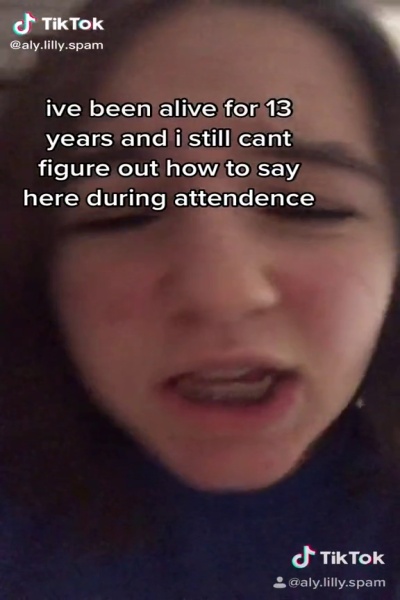 TikTok
@aly.lilly.spam
ive been alive for 13
years and i still cant
figure out how to say
here during attendence
TikTok
@aly.lilly.spam